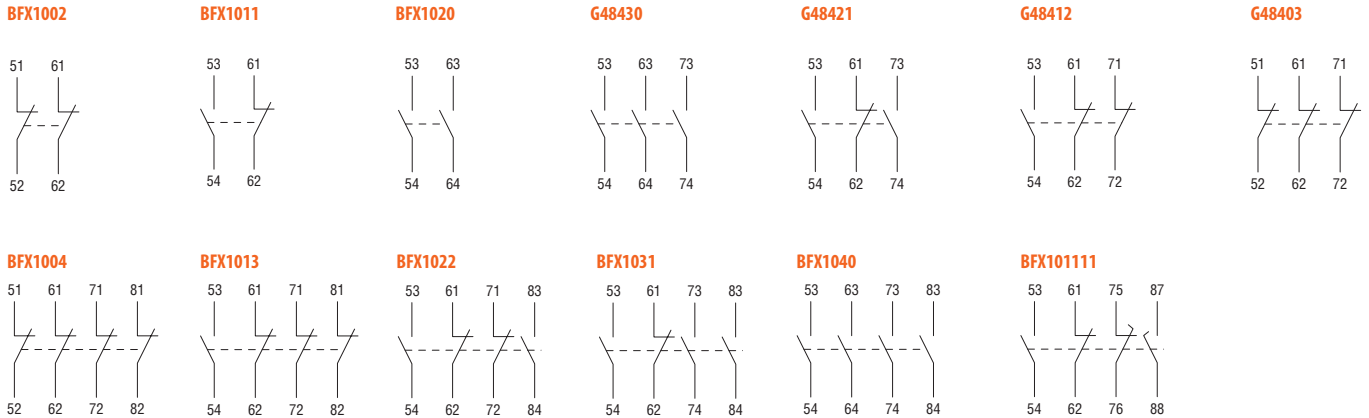 BFX1002 BFX1011 BFX1020 G48430 G48421 G48412 G48403
51 61 53 61 53 63 53 63 73 53 61 73 53 61 71 51 61 71
52 62 54 62 54 64 54 64 74 54 62 74 54 62 72 52 62 72
BFX1004 BFX1013 BFX1022 BFX1031 BFX1040 BFX101111
51 61 71 81 53 61 71 81 53 61 71 83 53 61 73 83 53 63 73 83 53 61 75 87
52 62 72 82 54 62 72 82 54 62 72 84 54 62 74 84 54 64 74 84 54 62 76 88